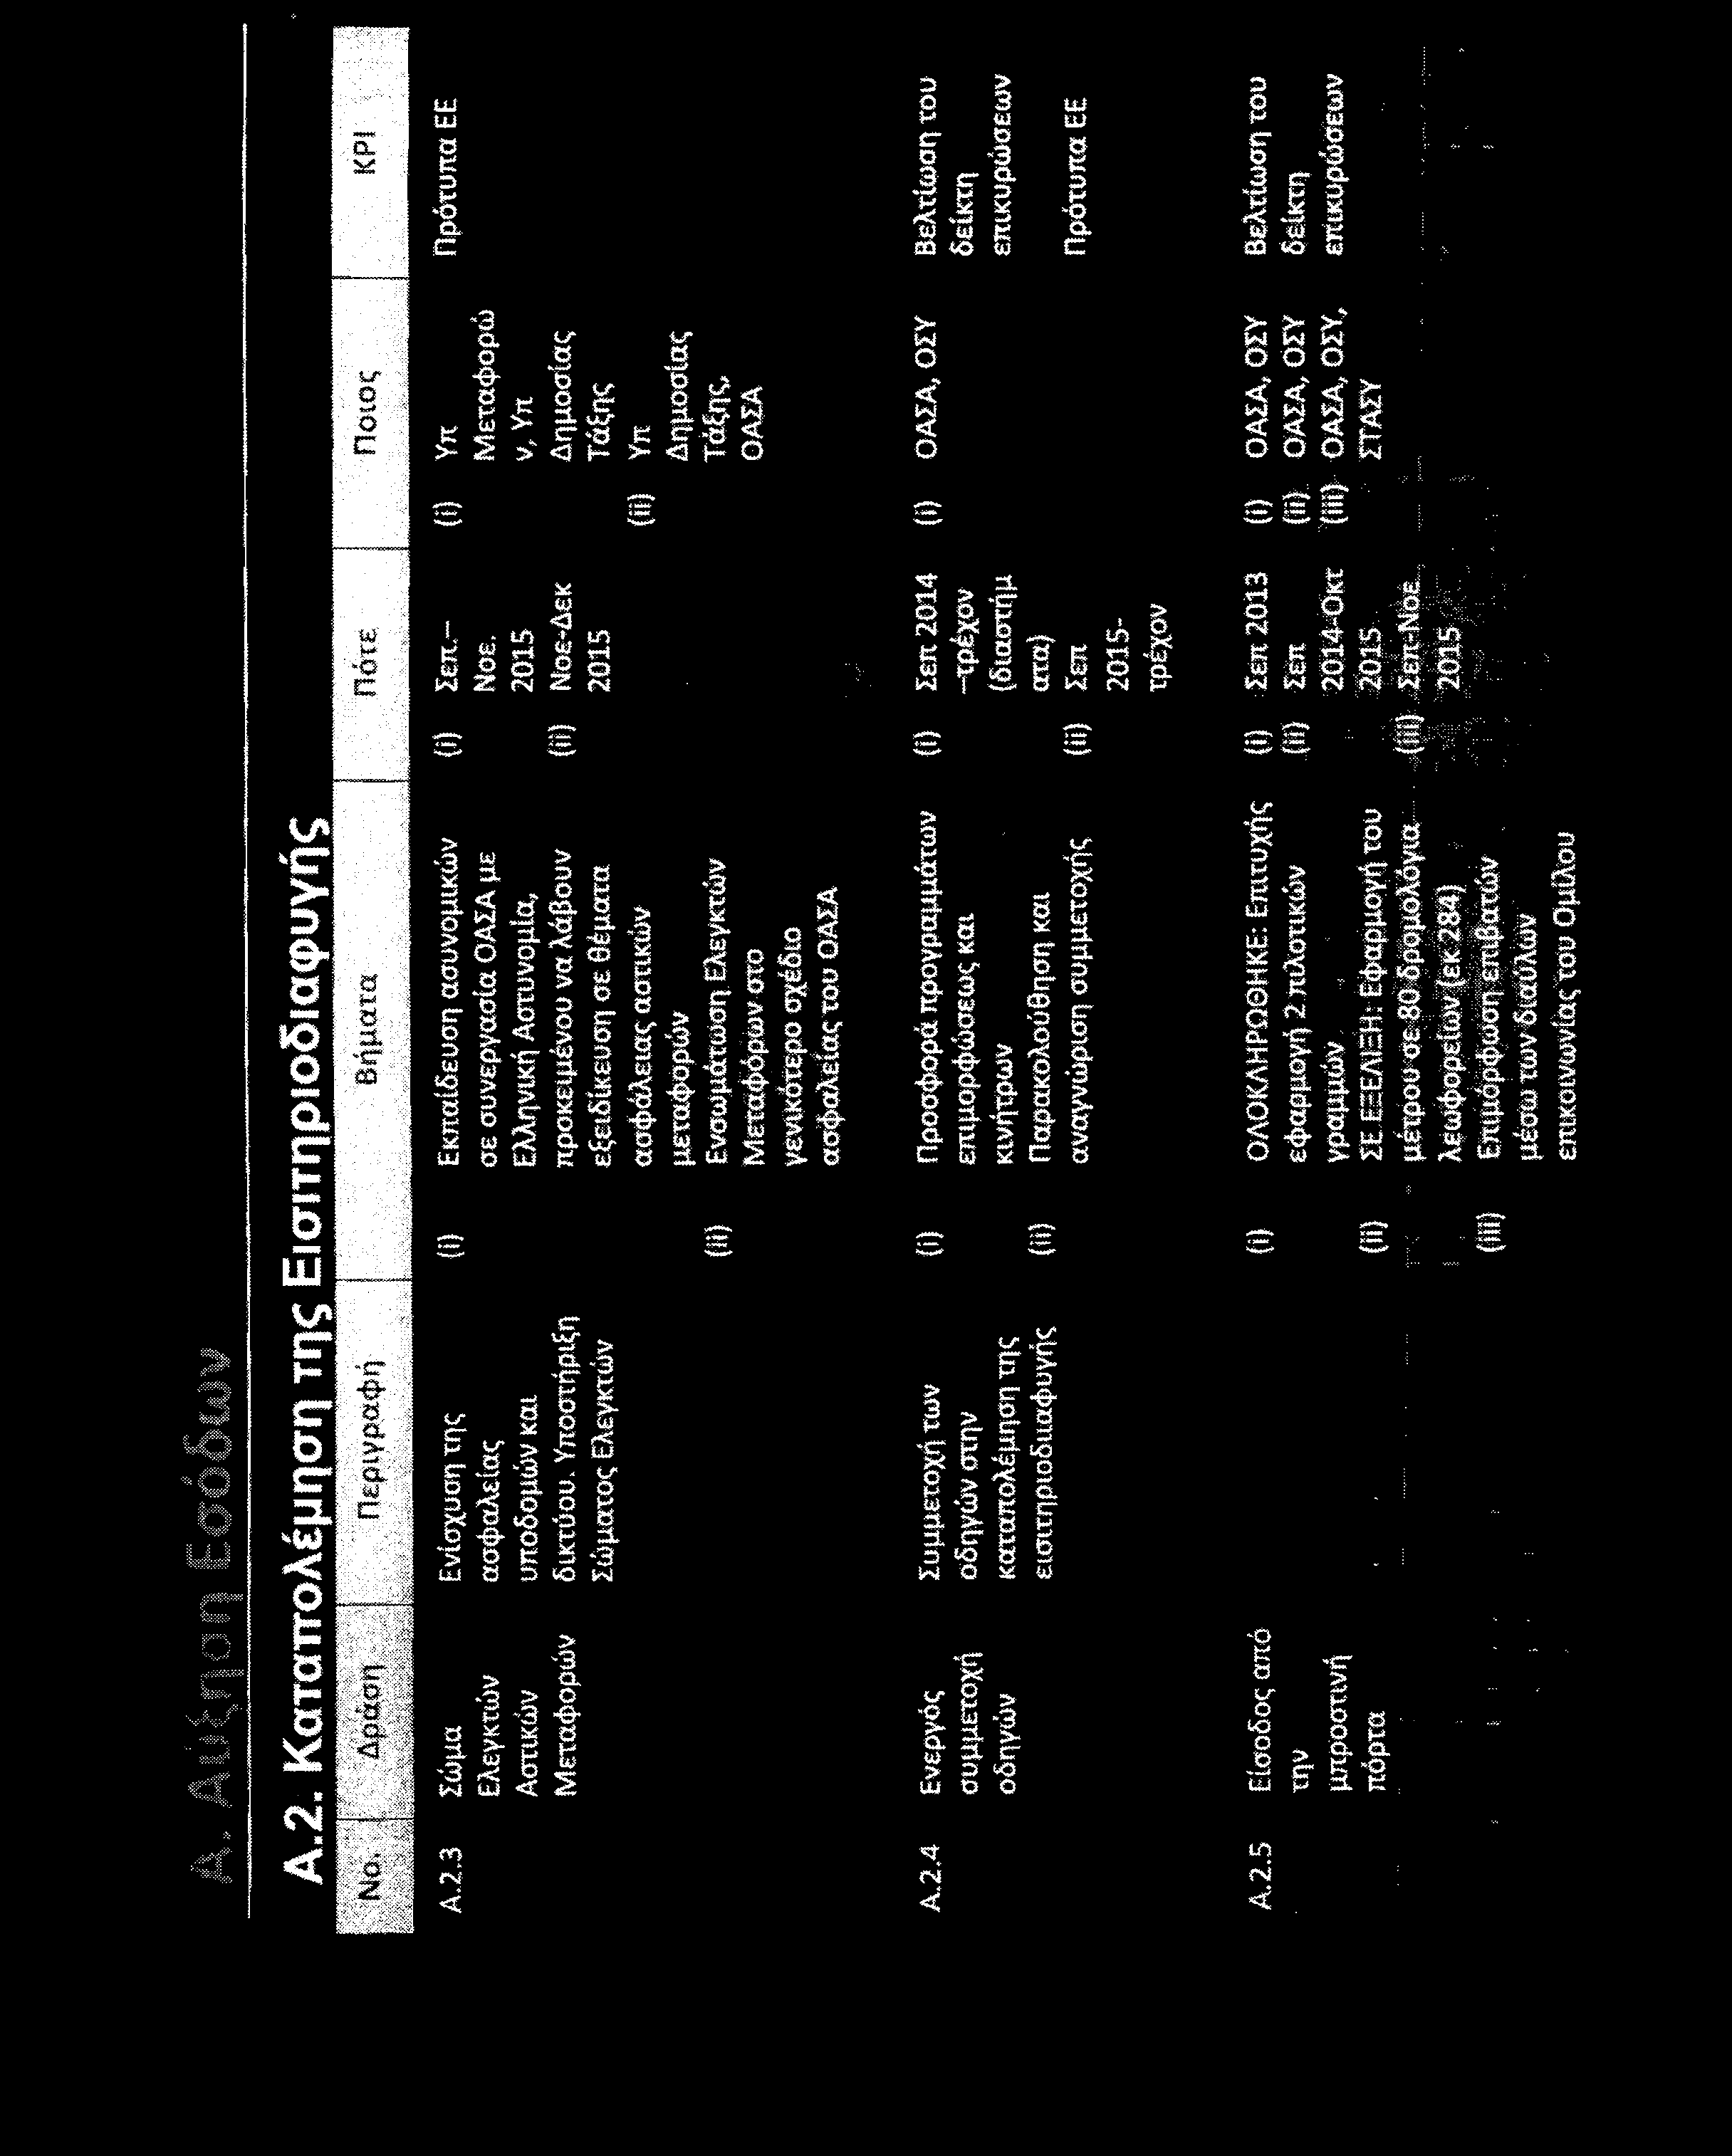 Α. Αύξηση Εσόδων
Α.2. Καταπολέμηση της Εισιτηριοδιαφυγής
Νο. Δράση Περιγραφή Βήματα Πότε Ποιος KPI
Α.2.3
Σώμα
Ελεγκτών
Αστικών
Μεταφορών
Ενίσχυση της
ασφαλείας
υποδομών και
δικτύου. Υποστήριξη
Σώματος Ελεγκτών
(i) Εκπαίδευση αστυνομικών
σε συνεργασία ΟΑΣΑ με
Ελληνική Αστυνομία,
προκειμένου να λάβουν
εξειδίκευση σε θέματα
ασφάλειας αστικών
μεταφορών
(ii) Ενσωμάτωση Ελεγκτών
Μεταφόρων στο
γενικότερο σχέδιο
ασφαλείας του ΟΑΣΑ
(i) Σεπ.–
Νοε.
2015
(ii) Νοε-Δεκ
2015
(i) Υπ
Μεταφορώ
ν, Υπ
Δημοσίας
Τάξης
(ii) Υπ
Δημοσίας
Τάξης,
ΟΑΣΑ
Πρότυπα ΕΕ
Α.2.4
Ενεργός
συμμετοχή
οδηγών
Συμμετοχή των
οδηγών στην
καταπολέμηση της
εισιτηριοδιαφυγής
(i) Προσφορά προγραμμάτων
επιμορφώσεως και
κινήτρων
(ii) Παρακολούθηση και
αναγνώριση συμμετοχής
(i) Σεπ 2014
–τρέχον
(διαστήμ
ατα)
(ii) Σεπ
2015-
τρέχον
(i) ΟΑΣΑ, ΟΣΥ
Βελτίωση του
δείκτη
επικυρώσεων
Πρότυπα ΕΕ
Α.2.5
Είσοδος από
την
μπροστινή
πόρτα
(i) ΟΛΟΚΛΗΡΩΘΗΚΕ: Επιτυχής
εφαρμογή 2 πιλοτικών
γραμμών
(ii) ΣΕ ΕΞΕΛΙΞΗ: Εφαρμογή του
μέτρου σε 80 δρομολόγια
λεωφορείων (εκ 284)
(iii) Επιμόρφωση επιβατών
μέσω των διαύλων
επικοινωνίας του Ομίλου
(i) Σεπ 2013
(ii) Σεπ
2014-Οκτ
2015
(iii) Σεπ-Νοε
2015
(i) ΟΑΣΑ, ΟΣΥ
(ii) ΟΑΣΑ, ΟΣΥ
(iii) ΟΑΣΑ, ΟΣΥ,
ΣΤΑΣΥ
Βελτίωση του
δείκτη
επικυρώσεων